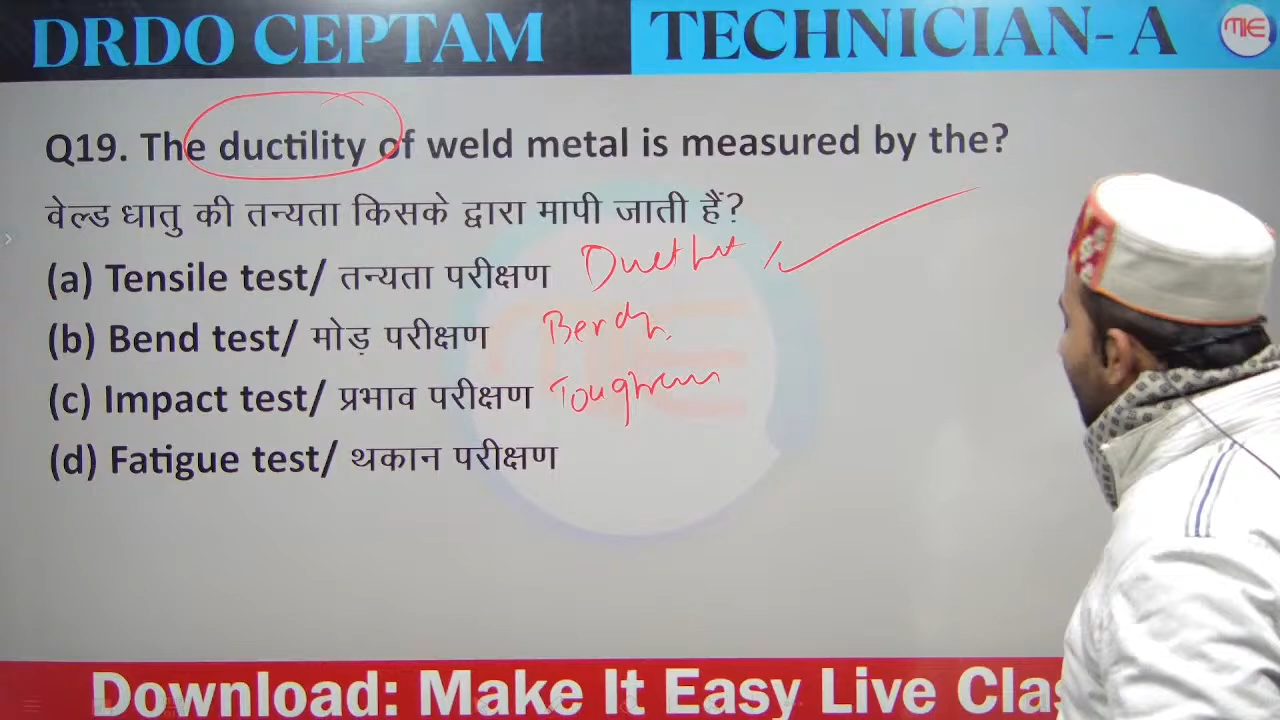 DRDO CEPTAM TECHNICIAN- A
MIE
Q19. The ductility of weld metal is measured by the?
वेल्ड धातु की तन्यता किसके द्वारा मापी जाती हैं?
(a) Tensile test/ तन्यता परीक्षण
(b) Bend test/ मोड़ परीक्षण
(c) Impact test/ प्रभाव परीक्षण
(d) Fatigue test/ थकान परीक्षण
Download: Make It Easy Live Clas